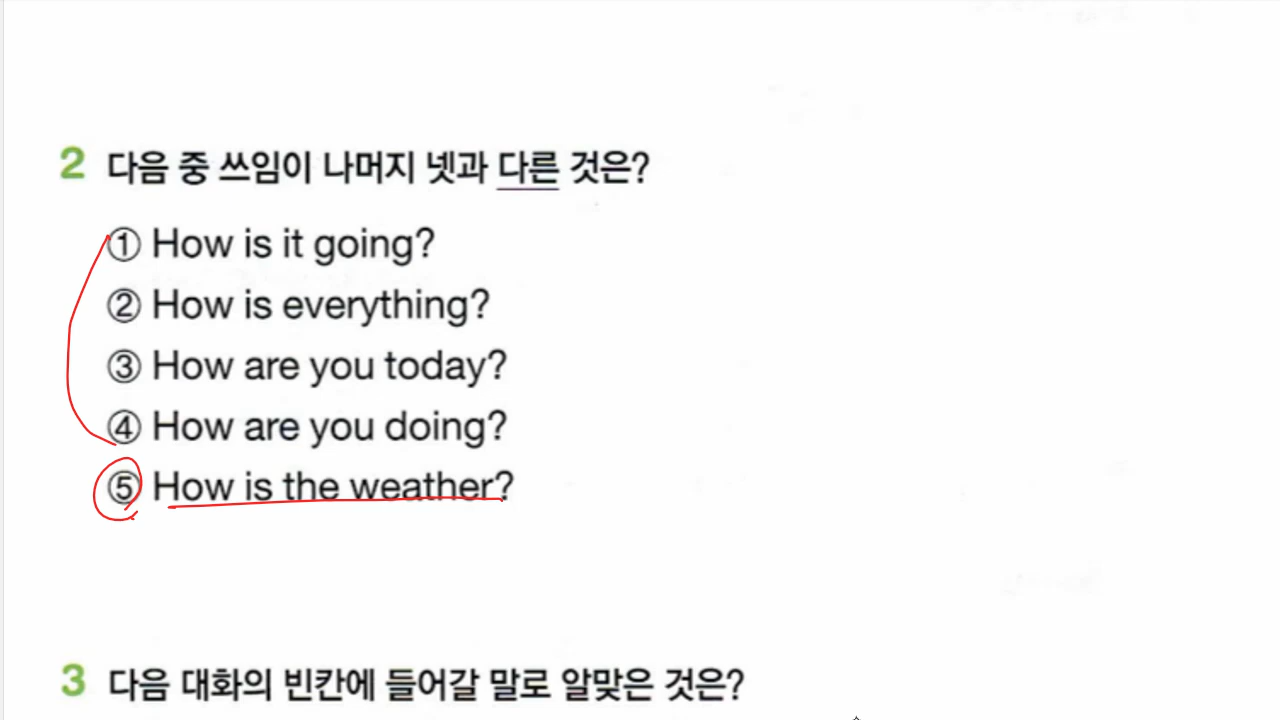 2 다음 중 쓰임이 나머지 넷과 다른 것은?
① How is it going?
② How is everything?
③ How are you today?
④ How are you doing?
⑤ How is the weather?
3 다음 대화의 빈칸에 들어갈 말로 알맞은 것은?